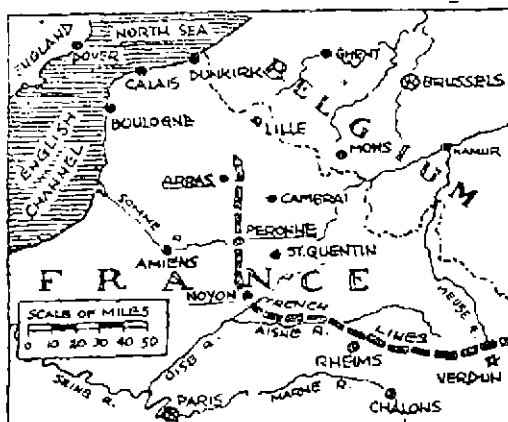 ENGLAND
DOVER
NORTH SEA
CALAIS
DUNKIRK
GHENT
BRUSSELS
BOULOGNE
LILLE
BELGIUM
MONS
NAMUR
ENGLISH
CHANNEL
ARRAS
CAMBRAI
SOMME R.
PERONNE
AMIENS
ST. QUENTIN
FRANCE
NOYON
FRENCH
LINES
SCALE OF MILES
0 10 20 30 40 50
OISE R.
AISNE R.
RHEIMS
MEUSE R.
VERDUN
SEINE R.
PARIS
MARNE R.
CHALONS